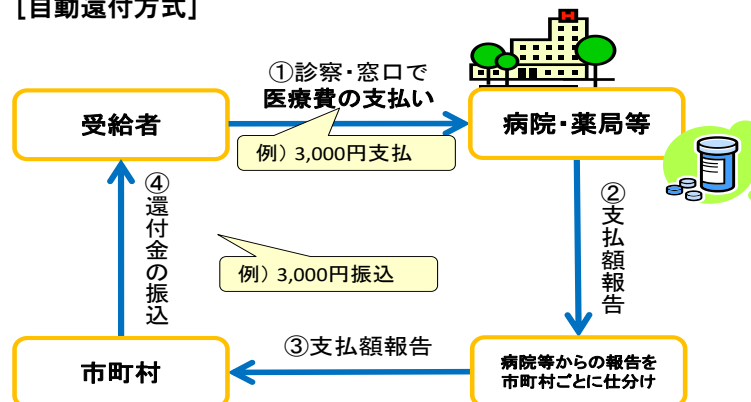 [自動還付方式]
①診察・窓口で
医療費の支払い
受給者
病院・薬局等
例）3,000円支払
④還付金の振込
②支払額報告
例）3,000円振込
③支払額報告
市町村
病院等からの報告を
市町村ごとに仕分け